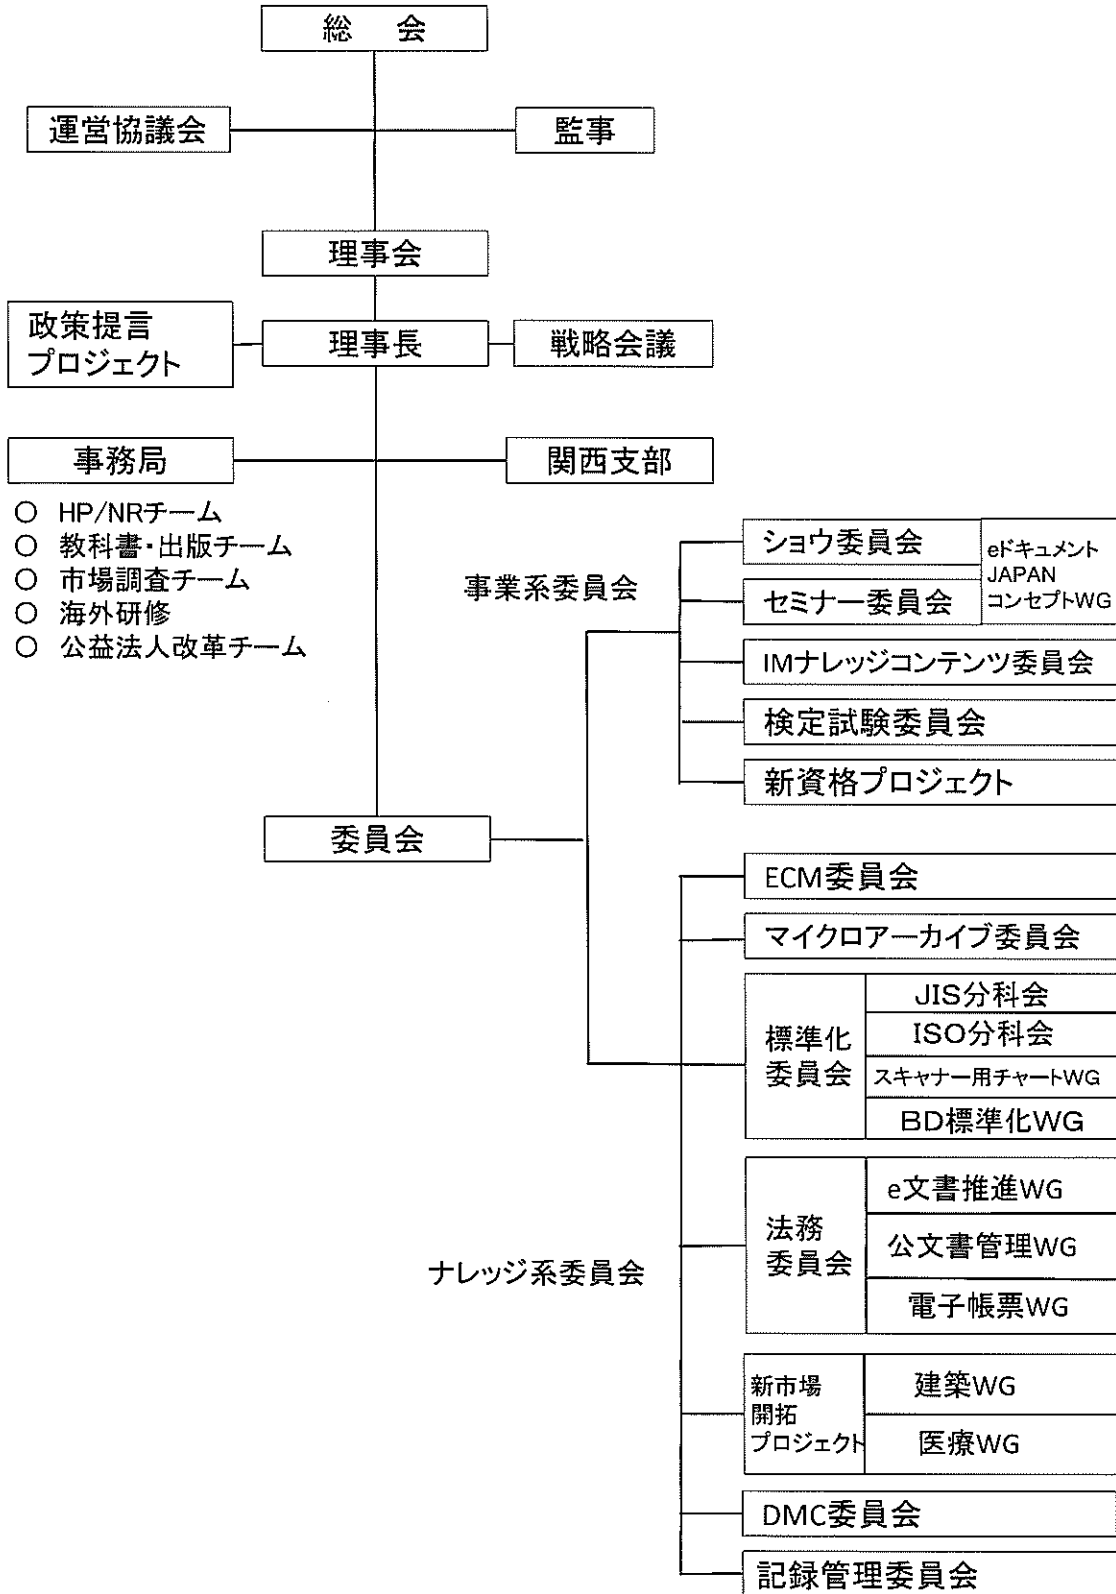 総 会
運営協議会
監事
理事会
政策提言
プロジェクト
理事長
戦略会議
事務局
関西支部
○ HP/NRチーム
○ 教科書・出版チーム
○ 市場調査チーム
○ 海外研修
○ 公益法人改革チーム
事業系委員会
ショウ委員会
セミナー委員会
eドキュメント
JAPAN
コンセプトWG
IMナレッジコンテンツ委員会
検定試験委員会
新資格プロジェクト
委員会
ナレッジ系委員会
ECM委員会
マイクロアーカイブ委員会
標準化
委員会
JIS分科会
ISO分科会
スキャナー用チャートWG
BD標準化WG
法務
委員会
e文書推進WG
公文書管理WG
電子帳票WG
新市場
開拓
プロジェクト
建築WG
医療WG
DMC委員会
記録管理委員会